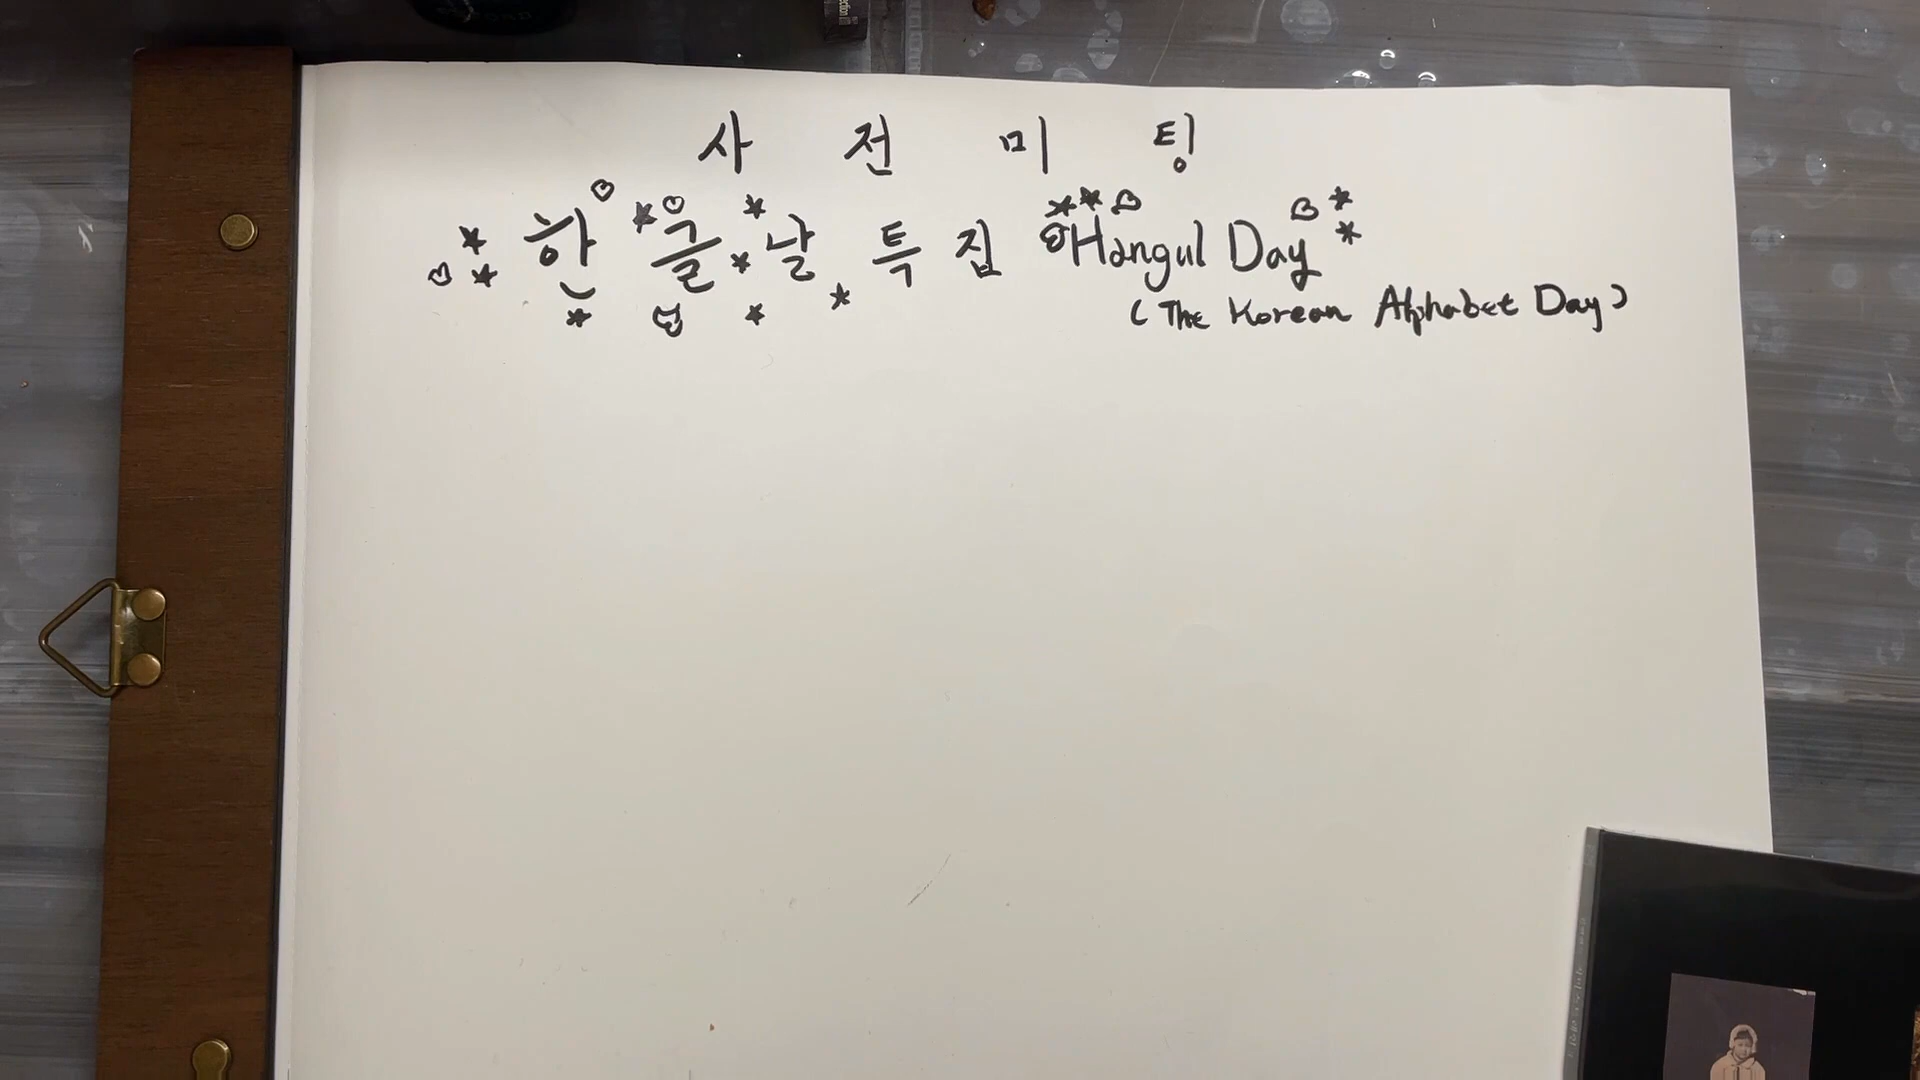 사 전 미 팅
한 글 날 특 집 Hangul Day
(The Korean Alphabet Day)